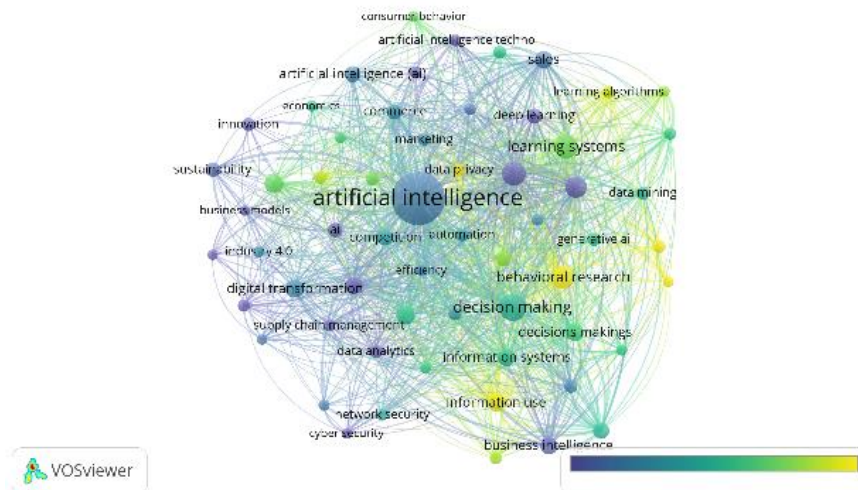 consumer behavior
artificial intelligence techno
sales
artificial intelligence (ai)
learning algorithms
economics
commerce
deep learning
innovation
marketing
learning systems
sustainability
data privacy
artificial intelligence
data mining
business models
ai
competition
automation
generative ai
industry 4.0
efficiency
behavioral research
digital transformation
decision making
supply chain management
decisions makings
data analytics
information systems
information use
network security
cyber security
business intelligence
VOSviewer